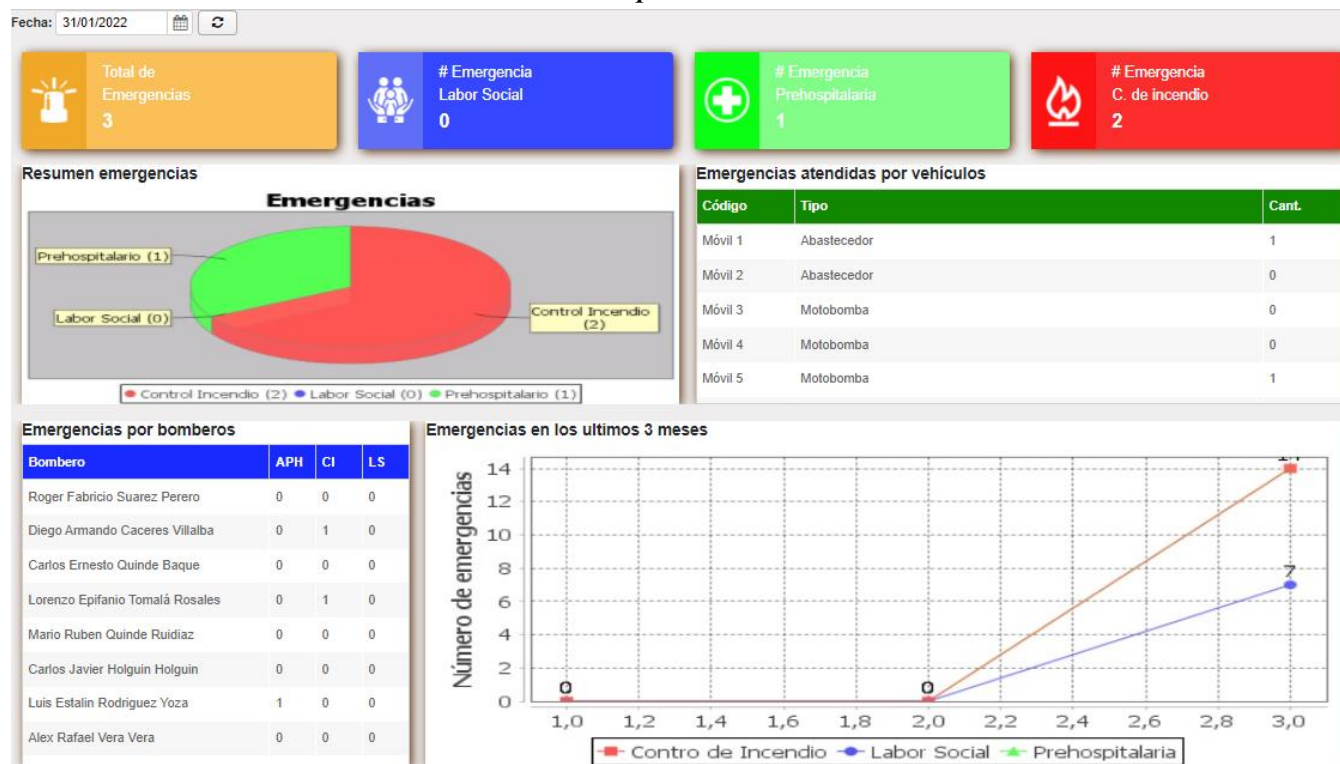 Fecha: 31/01/2022
Total de
Emergencias
3
# Emergencia
Labor Social
0
# Emergencia
Prehospitalaria
1
# Emergencia
C. de incendio
2
Resumen emergencias
Emergencias
Prehospitalario (1)
Labor Social (0)
Control Incendio
(2)
Control Incendio (2) Labor Social (0) Prehospitalario (1)
Emergencias atendidas por vehículos
Código Tipo Cant.
Móvil 1 Abastecedor 1
Móvil 2 Abastecedor 0
Móvil 3 Motobomba 0
Móvil 4 Motobomba 0
Móvil 5 Motobomba 1
Emergencias por bomberos
Bombero APH CI LS
Roger Fabricio Suarez Perero 0 0 0
Diego Armando Caceres Villalba 0 1 0
Carlos Ernesto Quinde Baque 0 0 0
Lorenzo Epifanio Tomalá Rosales 0 1 0
Mario Ruben Quinde Ruidiaz 0 0 0
Carlos Javier Holguin Holguin 0 0 0
Luis Estalin Rodriguez Yoza 1 0 0
Alex Rafael Vera Vera 0 0 0
Emergencias en los ultimos 3 meses
Número de emergencias
14
12
10
8
6
4
2
0
0 0 7
1,0 1,2 1,4 1,6 1,8 2,0 2,2 2,4 2,6 2,8 3,0
Contro de Incendio Labor Social Prehospitalaria